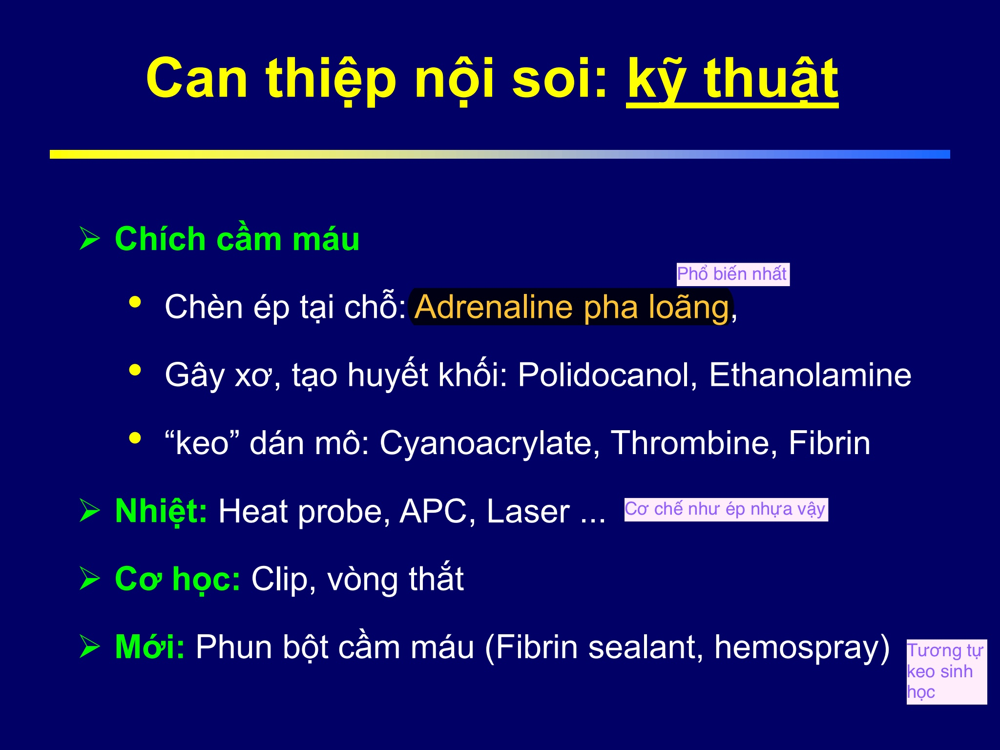 Can thiệp nội soi: kỹ thuật
Chích cầm máu
Phổ biến nhất
Chèn ép tại chỗ: Adrenaline pha loãng,
Gây xơ, tạo huyết khối: Polidocanol, Ethanolamine
“keo” dán mô: Cyanoacrylate, Thrombine, Fibrin
Nhiệt: Heat probe, APC, Laser ... Cơ chế như ép nhựa vậy
Cơ học: Clip, vòng thắt
Mới: Phun bột cầm máu (Fibrin sealant, hemospray)
Tương tự
keo sinh
học